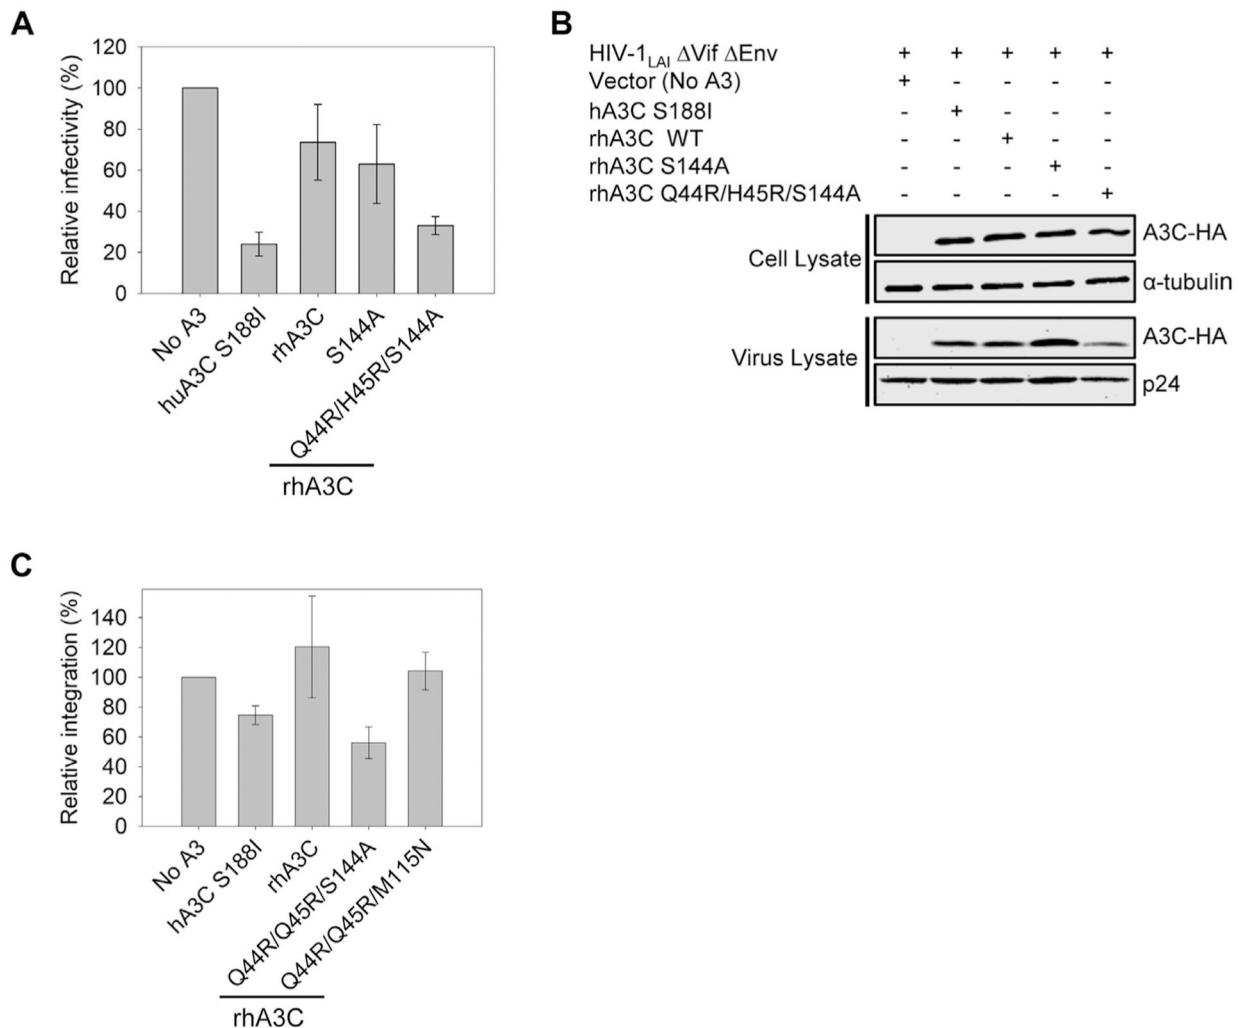 A
Relative infectivity (%)
120
100
80
60
40
20
0
No A3
huA3C S188I
rhA3C
S144A
Q44R/H45R/S144A
rhA3C
B
HIV-1LAI ΔVif ΔEnv + + + + +
Vector (No A3) + - - - -
hA3C S188I - + - - -
rhA3C WT - - + - -
rhA3C S144A - - - + -
rhA3C Q44R/H45R/S144A - - - - +
Cell Lysate
A3C-HA
α-tubulin
Virus Lysate
A3C-HA
p24
C
Relative integration (%)
140
120
100
80
60
40
20
0
No A3
hA3C S188I
rhA3C
Q44R/Q45R/S144A
Q44R/Q45R/M115N
rhA3C